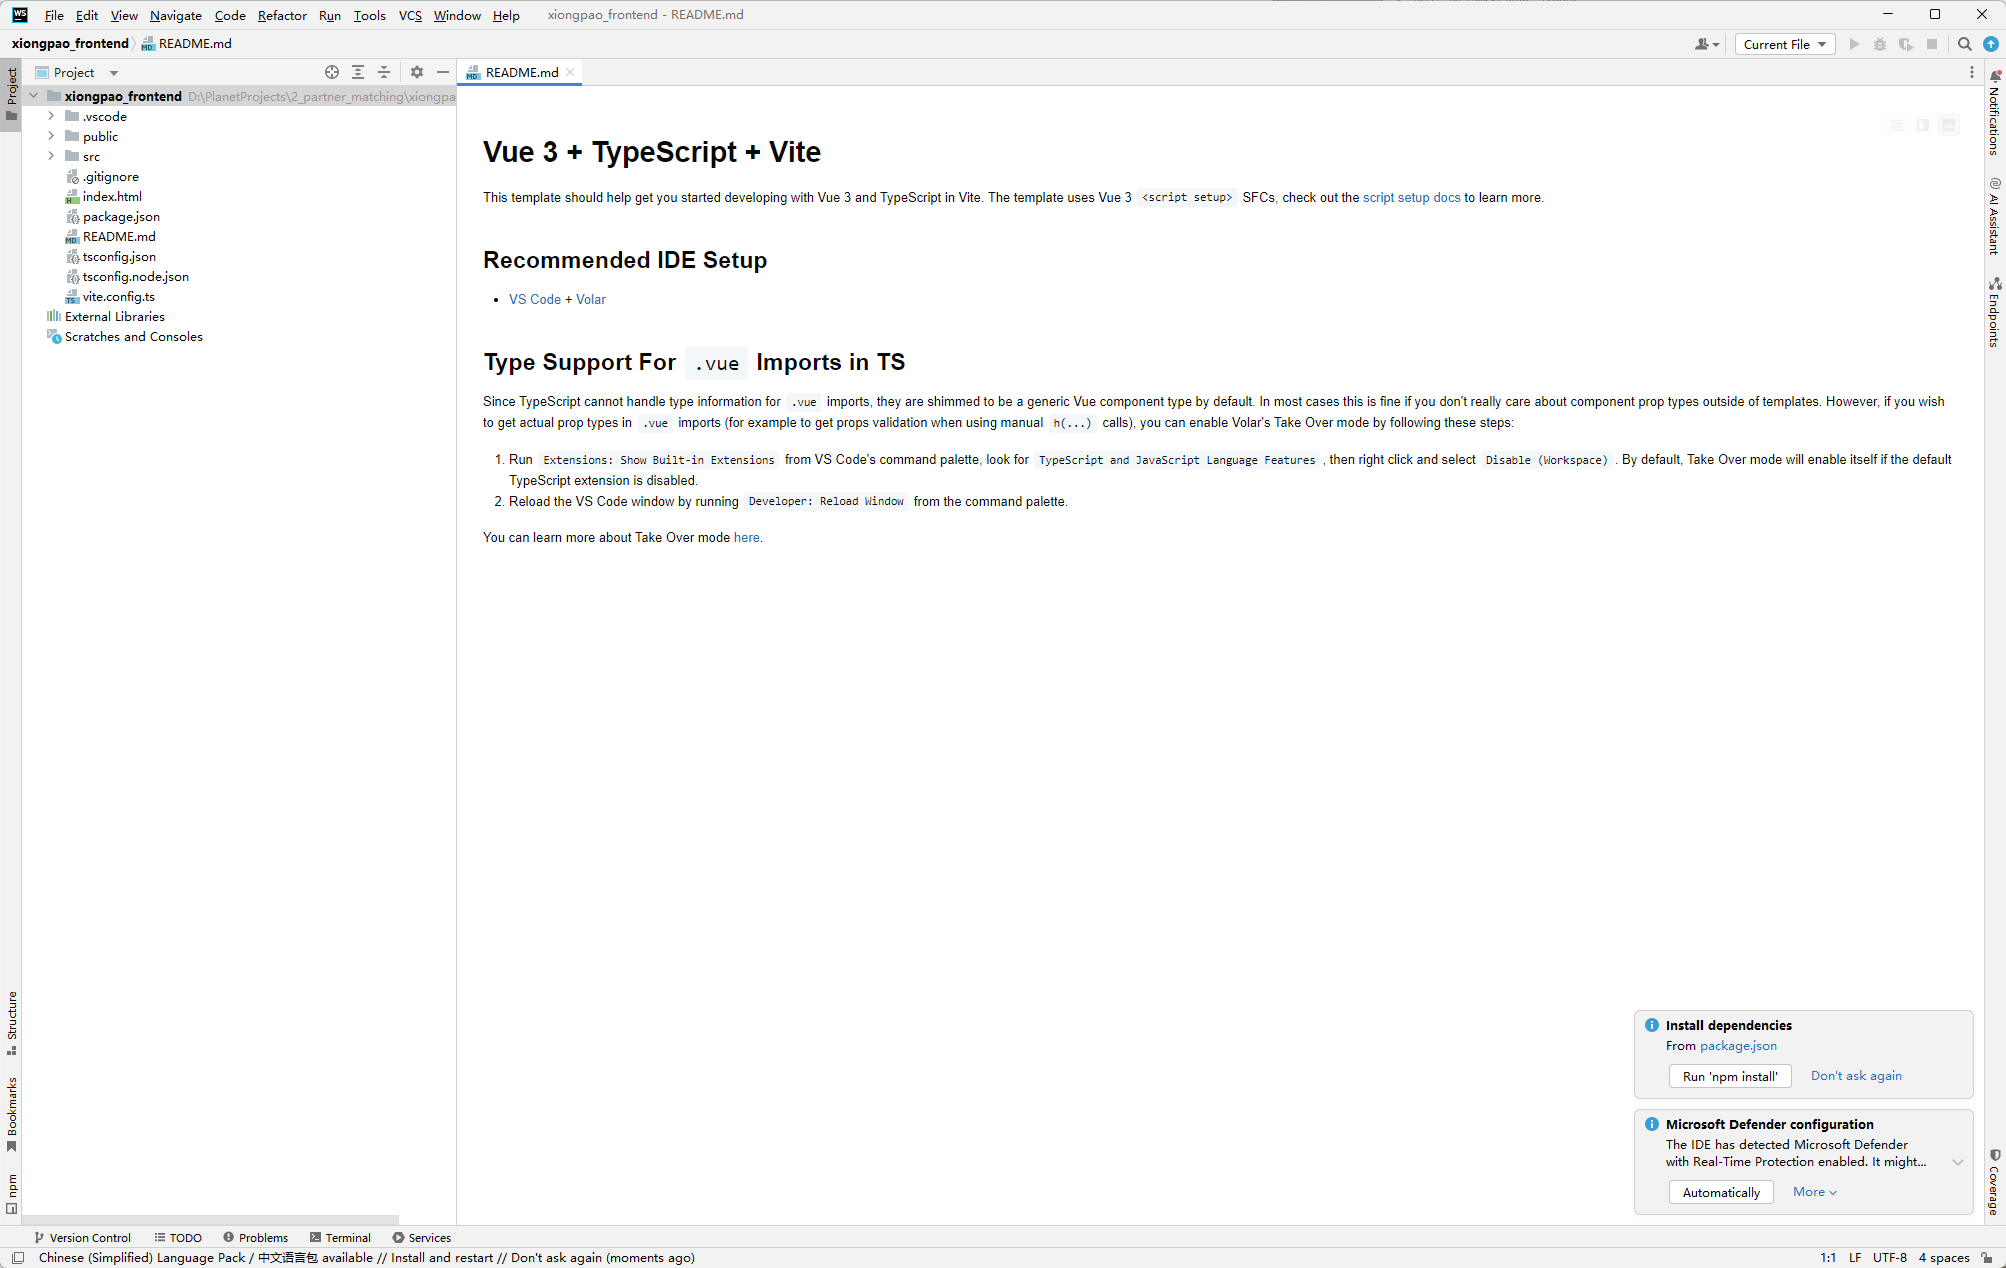 WS File Edit View Navigate Code Refactor Run Tools VCS Window Help xiongpao_frontend - README.md
xiongpao_frontend README.md Current File
Project
Project
README.md
xiongpao_frontend D:\PlanetProjects\2_partner_matching\xiongpa
.vscode
public
src
.gitignore
index.html
package.json
README.md
tsconfig.json
tsconfig.node.json
vite.config.ts
External Libraries
Scratches and Consoles
Structure
Bookmarks
npm
Vue 3 + TypeScript + Vite
This template should help get you started developing with Vue 3 and TypeScript in Vite. The template uses Vue 3 <script setup> SFCs, check out the script setup docs to learn more.
Recommended IDE Setup
• VS Code + Volar
Type Support For .vue Imports in TS
Since TypeScript cannot handle type information for .vue imports, they are shimmed to be a generic Vue component type by default. In most cases this is fine if you don't really care about component prop types outside of templates. However, if you wish
to get actual prop types in .vue imports (for example to get props validation when using manual h(...) calls), you can enable Volar's Take Over mode by following these steps:
1. Run Extensions: Show Built-in Extensions from VS Code's command palette, look for TypeScript and JavaScript Language Features , then right click and select Disable (Workspace) . By default, Take Over mode will enable itself if the default
TypeScript extension is disabled.
2. Reload the VS Code window by running Developer: Reload Window from the command palette.
You can learn more about Take Over mode here.
Notifications
AI Assistant
Endpoints
Coverage
Install dependencies
From package.json
Run 'npm install' Don't ask again
Microsoft Defender configuration
The IDE has detected Microsoft Defender
with Real-Time Protection enabled. It might...
Automatically More
Version Control TODO Problems Terminal Services
Chinese (Simplified) Language Pack / 中文语言包 available // Install and restart // Don't ask again (moments ago) 1:1 LF UTF-8 4 spaces